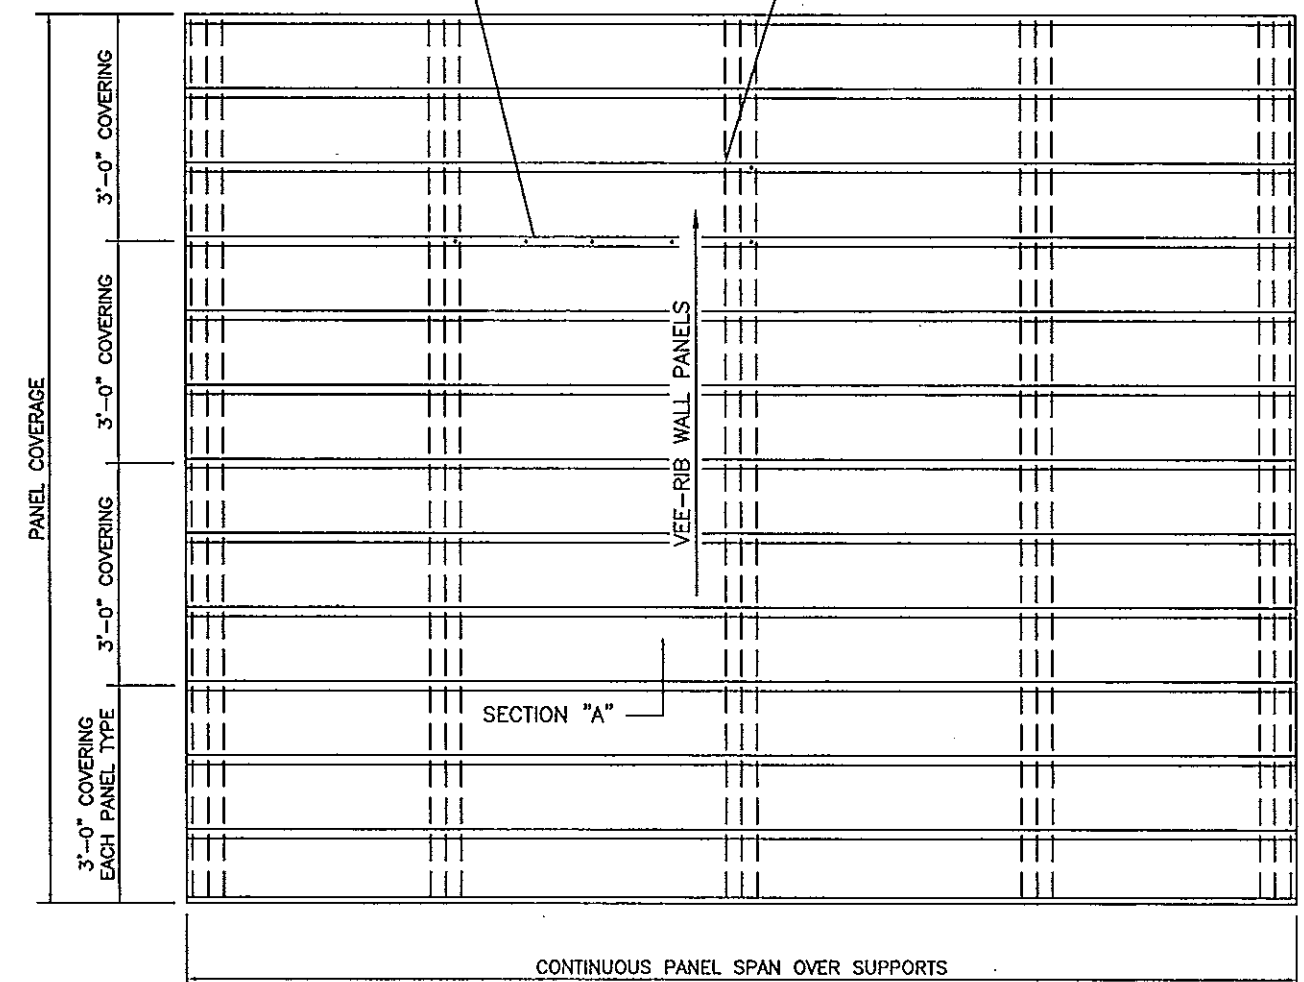 PANEL COVERAGE
3'-0" COVERING
3'-0" COVERING
3'-0" COVERING
3'-0" COVERING
EACH PANEL TYPE
VEE-RIB WALL PANELS
SECTION "A"
CONTINUOUS PANEL SPAN OVER SUPPORTS